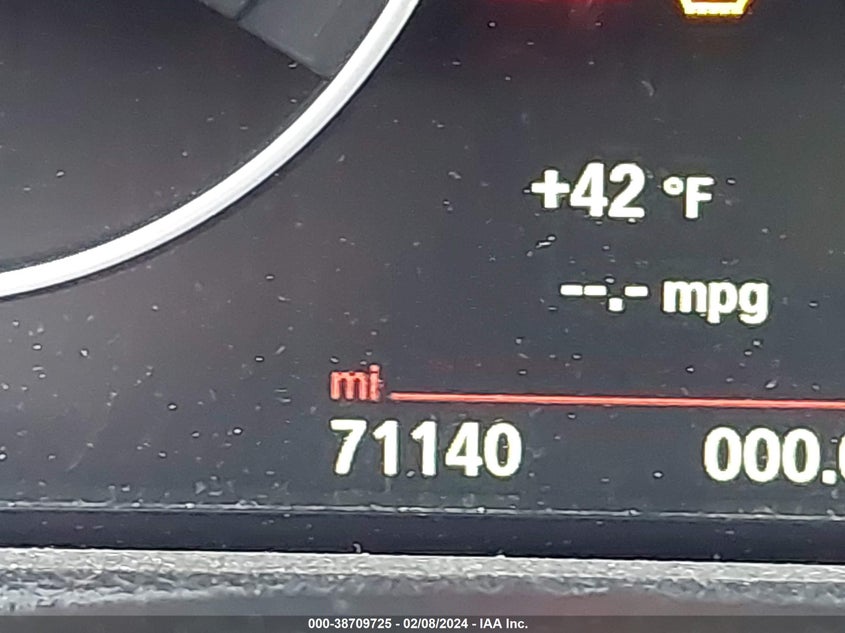 +42 °F
--.- mpg
mi
71140 000.
000-38709725 - 02/08/2024 - IAA Inc.